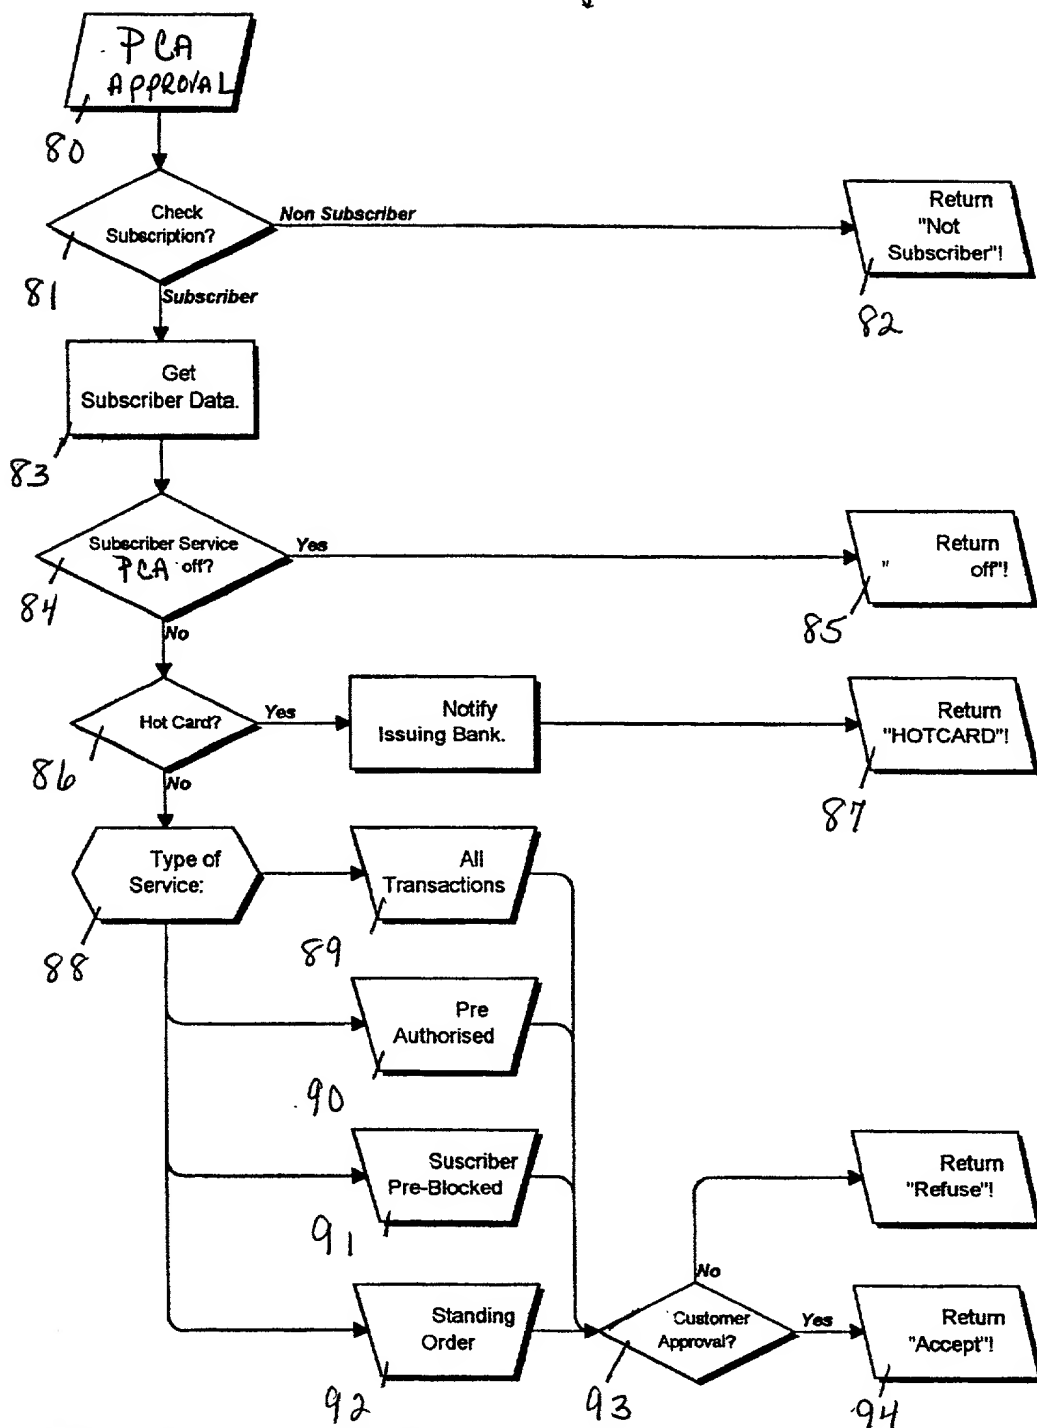 PCA
APPROVAL
80
Check
Subscription?
Non Subscriber
Return
"Not
Subscriber"!
81
82
Subscriber
Get
Subscriber Data.
83
Subscriber Service
PCA off?
Yes
Return
" off"!
84
85
No
Hot Card?
Yes
Notify
Issuing Bank.
Return
"HOTCARD"!
86
87
No
Type of
Service:
All
Transactions
88
89
Pre
Authorised
90
Suscriber
Pre-Blocked
91
Return
"Refuse"!
Standing
Order
92
Customer
Approval?
No
Yes
93
Return
"Accept"!
94